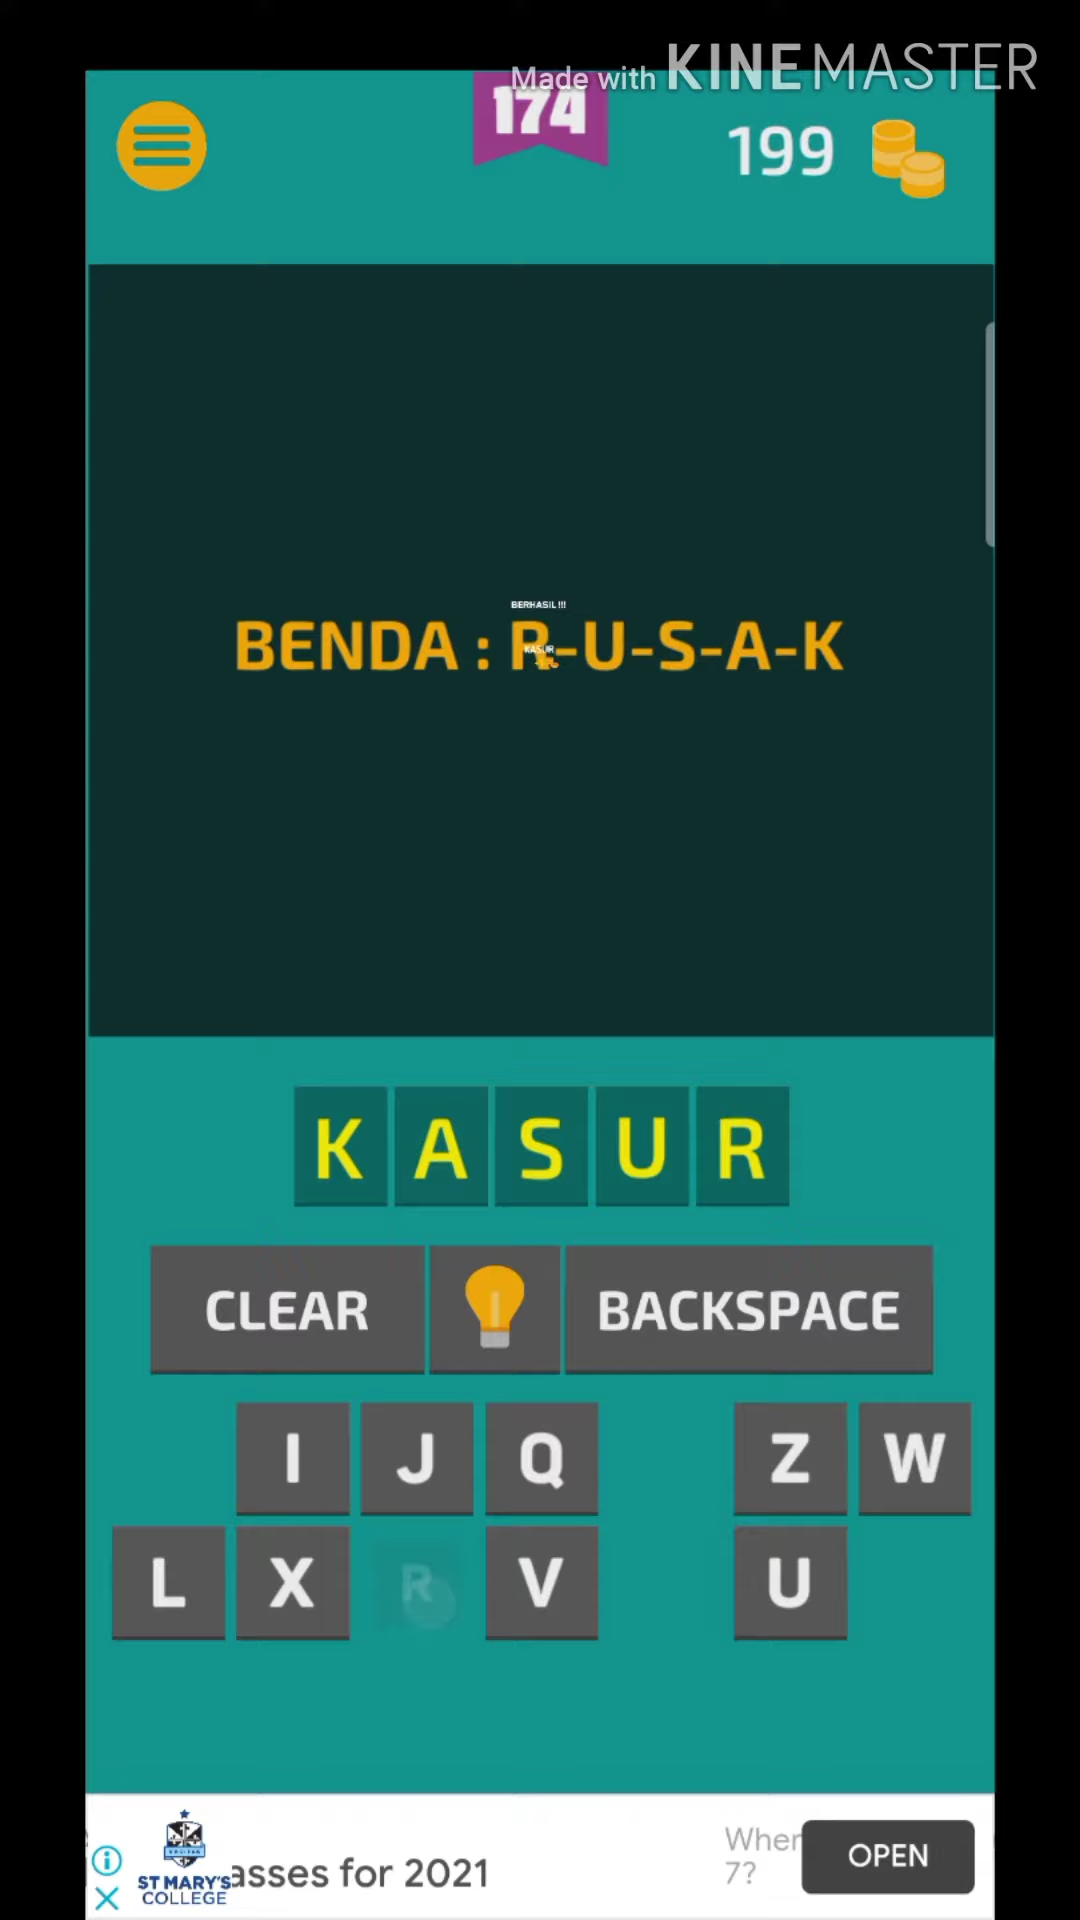 Made with KINEMASTER
174
199
BERHASIL !!!
BENDA : R-U-S-A-K
KASUR
K A S U R
CLEAR
BACKSPACE
I J Q Z W
L X R V U
ST MARY'S
COLLEGE
asses for 2021
Wher
7?
OPEN